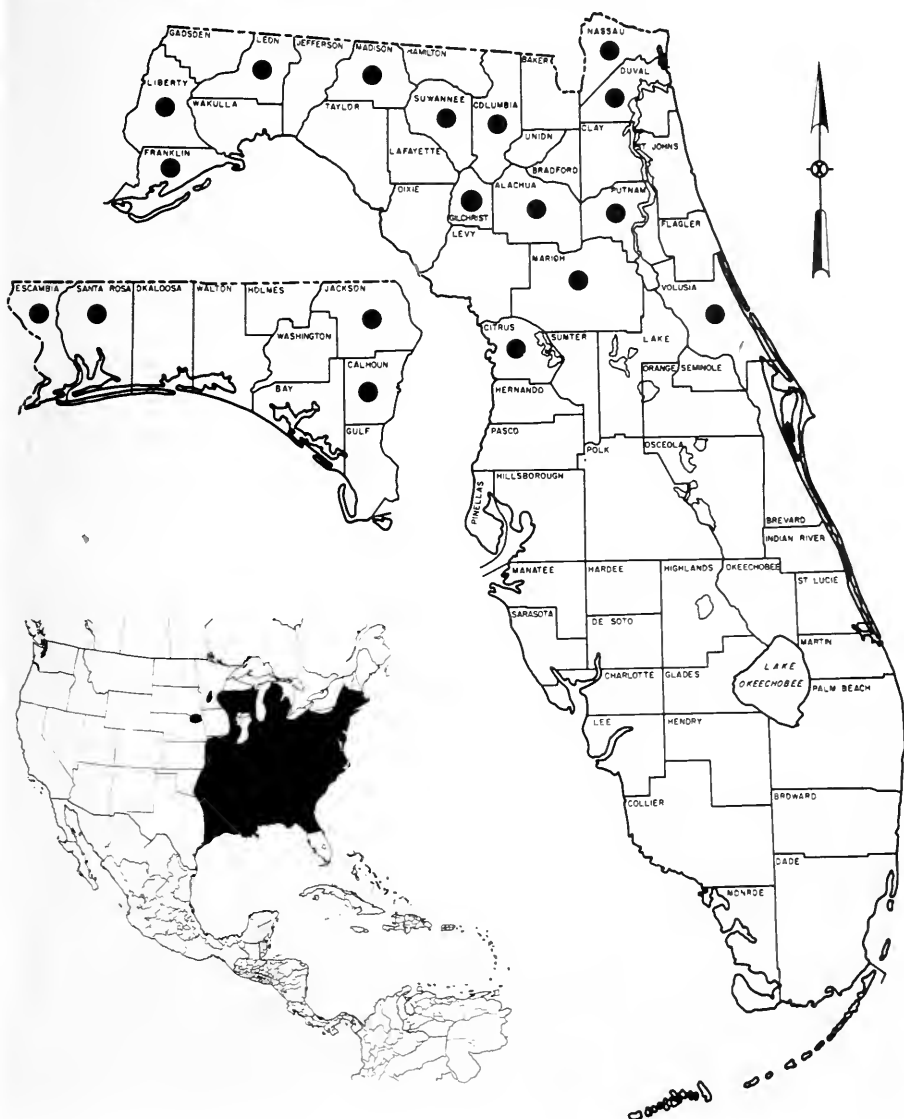 NASSAU
GADSDEN
LEON
JEFFERSON
MADISON
HAMILTON
BAKER
DUVAL
LIBERTY
WAKULLA
TAYLOR
SUWANNEE
COLUMBIA
CLAY
ST JOHNS
UNION
LAFAYETTE
BRADFORD
FRANKLIN
DIXIE
ALACHUA
PUTNAM
GILCHRIST
FLAGLER
LEVY
MARION
VOLUSIA
ESCAMBIA
SANTA ROSA
OKALOOSA
WALTON
HOLMES
JACKSON
WASHINGTON
CALHOUN
BAY
GULF
CITRUS
SUMTER
LAKE
ORANGE
SEMINOLE
HERNANDO
PASCO
POLK
OSCEOLA
HILLSBOROUGH
PINELLAS
BREVARD
INDIAN RIVER
MANATEE
HARDEE
HIGHLANDS
OKEECHOBEE
ST LUCIE
SARASOTA
DE SOTO
MARTIN
CHARLOTTE
GLADES
LAKE
OKEECHOBEE
PALM BEACH
LEE
HENDRY
COLLIER
BROWARD
DADE
MONROE